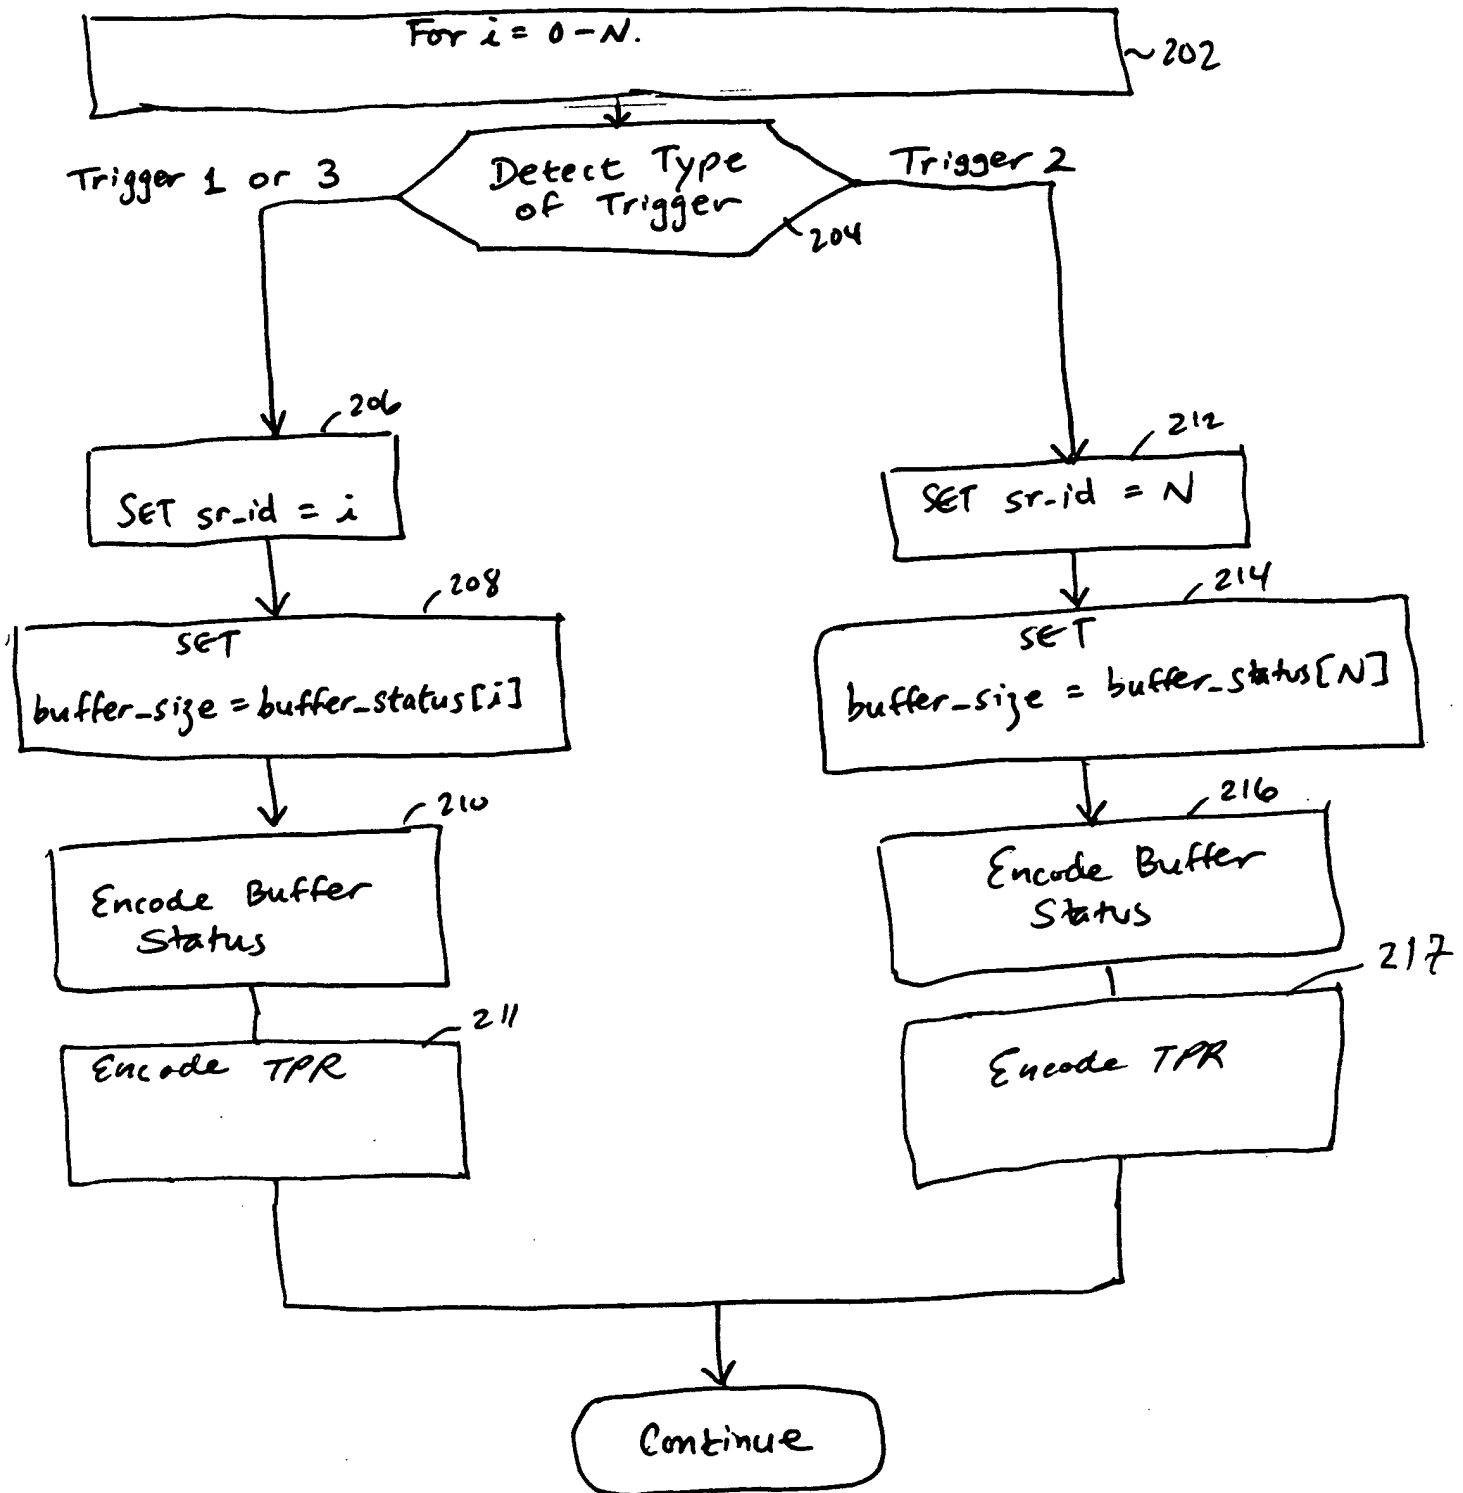 For i = 0 - N.
202
Trigger 1 or 3
Detect Type
of Trigger
204
Trigger 2
206
SET sr_id = i
212
SET sr_id = N
208
SET
buffer_size = buffer_status[i]
214
SET
buffer_size = buffer_status[N]
210
Encode Buffer
Status
216
Encode Buffer
Status
211
Encode TPR
217
Encode TPR
Continue